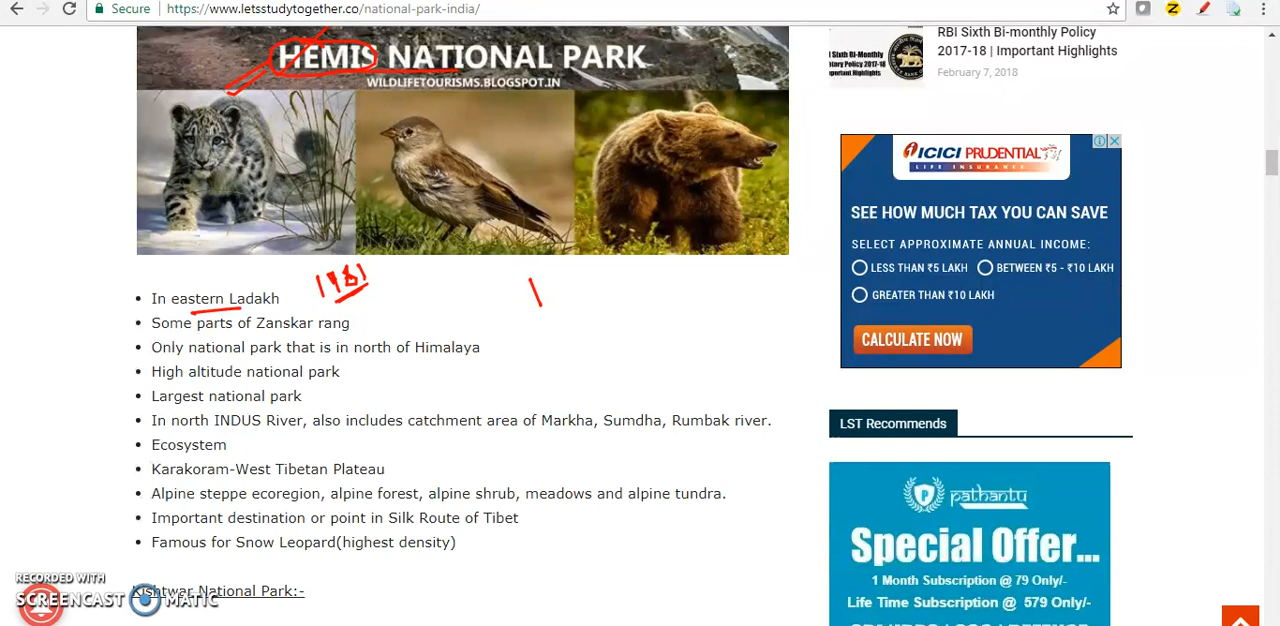 Secure
https://www.letsstudytogether.co/national-park-india/
HEMIS NATIONAL PARK
WILDLIFETOURISMS.BLOGSPOT.IN
1981
In eastern Ladakh
Some parts of Zanskar rang
Only national park that is in north of Himalaya
High altitude national park
Largest national park
In north INDUS River, also includes catchment area of Markha, Sumdha, Rumbak river.
Ecosystem
Karakoram-West Tibetan Plateau
Alpine steppe ecoregion, alpine forest, alpine shrub, meadows and alpine tundra.
Important destination or point in Silk Route of Tibet
Famous for Snow Leopard(highest density)
Kishtwar National Park:-
RECORDED WITH
SCREENCAST MATIC
RBI Sixth Bi-monthly Policy
2017-18 | Important Highlights
February 7, 2018
ICICI PRUDENTIAL
LIFE INSURANCE
SEE HOW MUCH TAX YOU CAN SAVE
SELECT APPROXIMATE ANNUAL INCOME:
LESS THAN ₹5 LAKH BETWEEN ₹5 - ₹10 LAKH
GREATER THAN ₹10 LAKH
CALCULATE NOW
LST Recommends
pathantu
Special Offer...
1 Month Subscription @ 79 Only/-
Life Time Subscription @ 579 Only/-